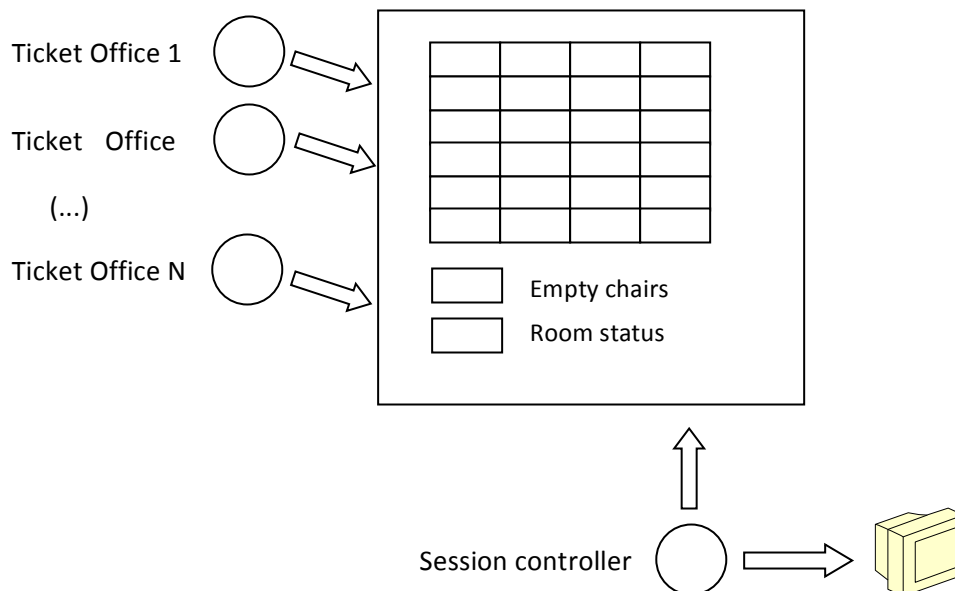 Ticket Office 1
Ticket Office
(...)
Ticket Office N
Empty chairs
Room status
Session controller